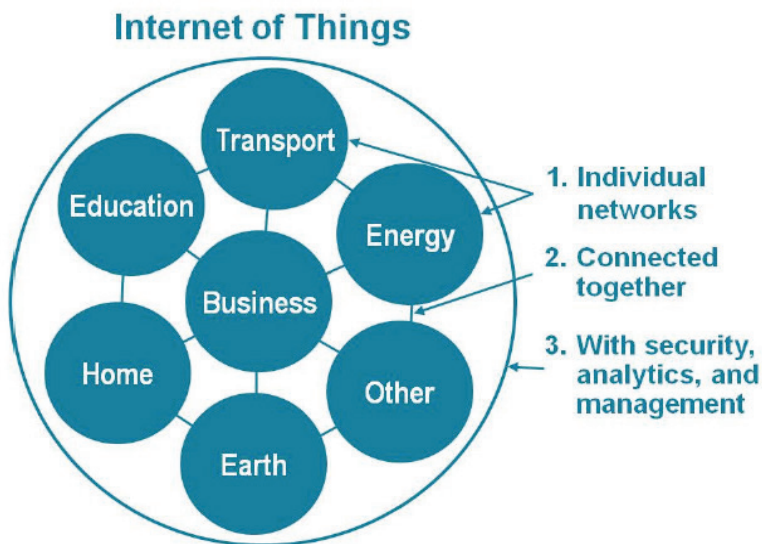 Internet of Things
Transport
Education
Energy
Business
Home
Other
Earth
1. Individual
networks
2. Connected
together
3. With security,
analytics, and
management